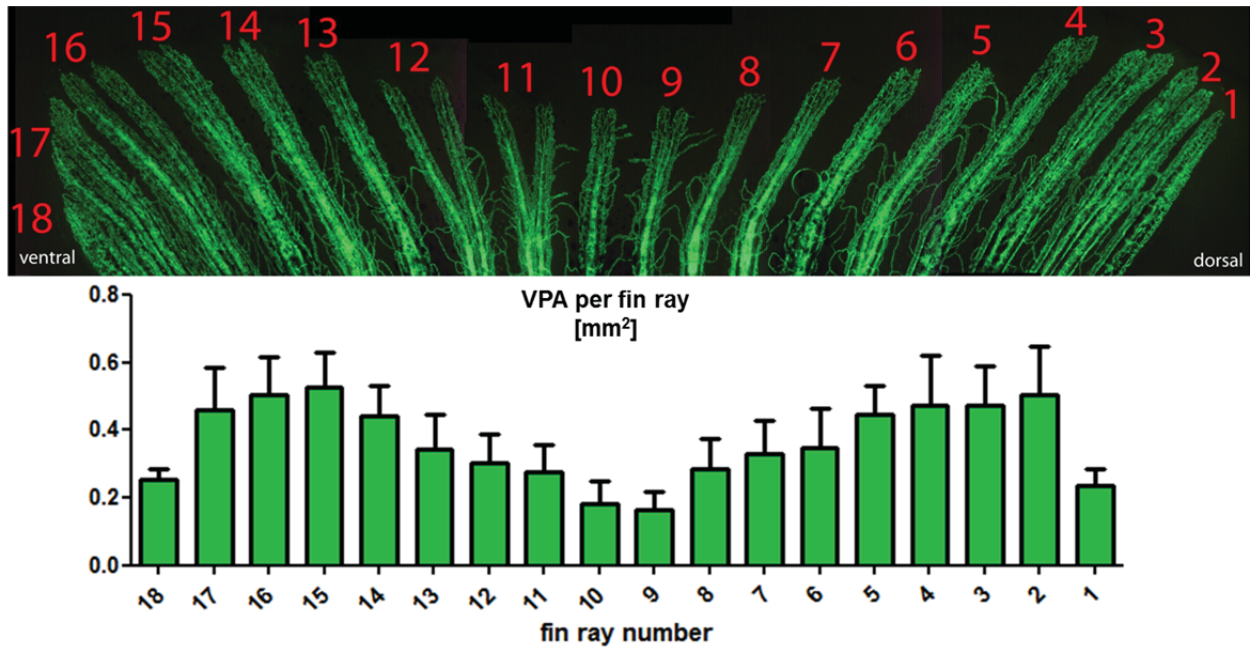 18 17 16 15 14 13 12 11 10 9 8 7 6 5 4 3 2 1
ventral dorsal
VPA per fin ray
[mm²]
0.8
0.6
0.4
0.2
0.0
18 17 16 15 14 13 12 11 10 9 8 7 6 5 4 3 2 1
fin ray number